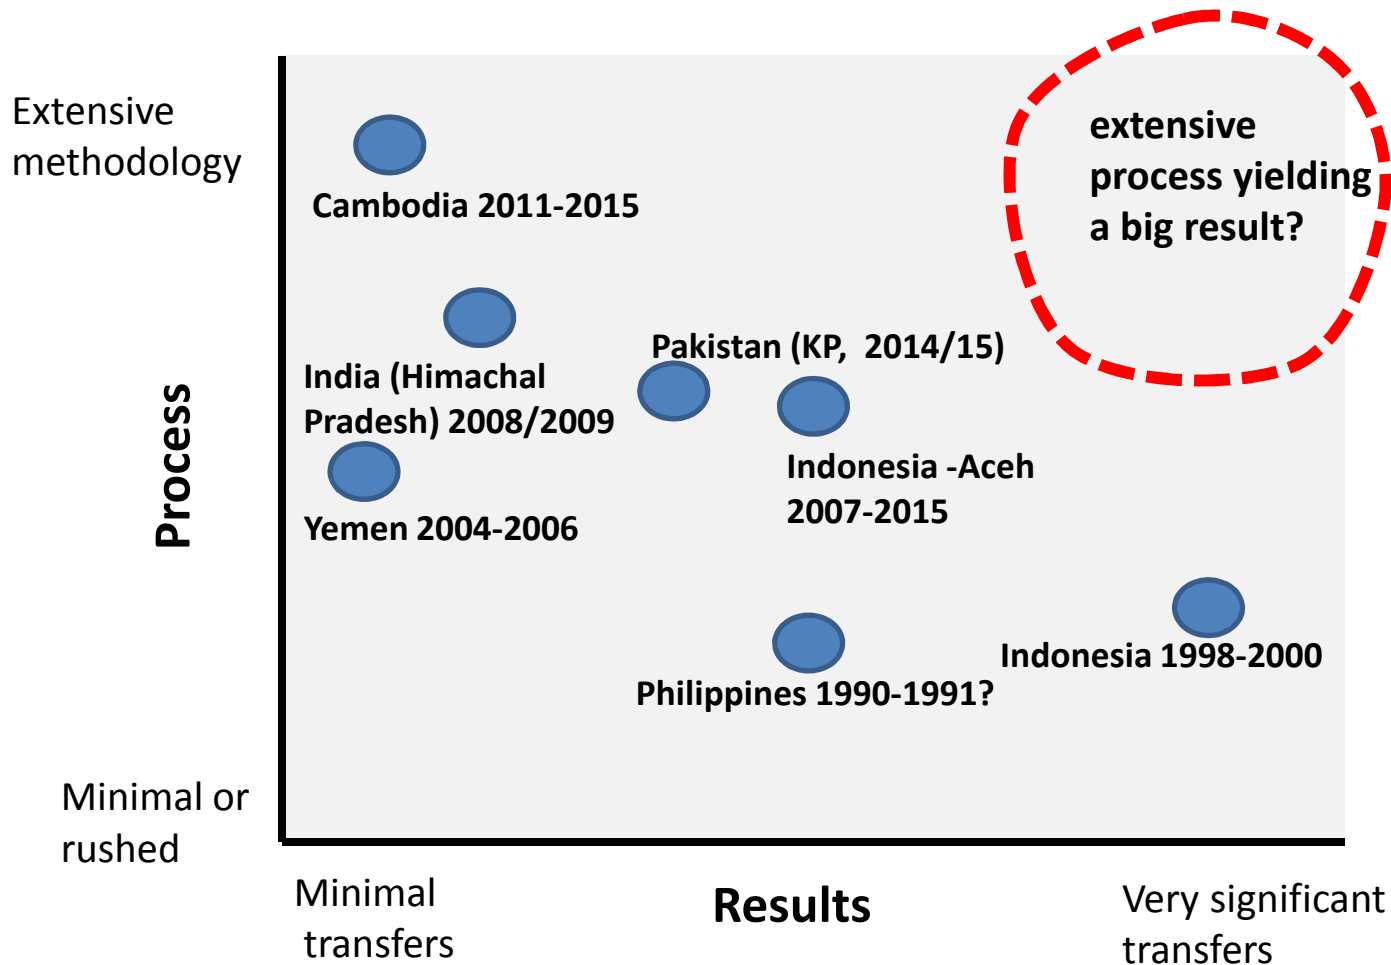 Extensive
methodology
Cambodia 2011-2015
extensive
process yielding
a big result?
India (Himachal
Pradesh) 2008/2009
Pakistan (KP,  2014/15)
Indonesia -Aceh
2007-2015
Yemen 2004-2006
Process
Indonesia 1998-2000
Philippines 1990-1991?
Minimal or
rushed
Minimal
transfers
Results
Very significant
transfers